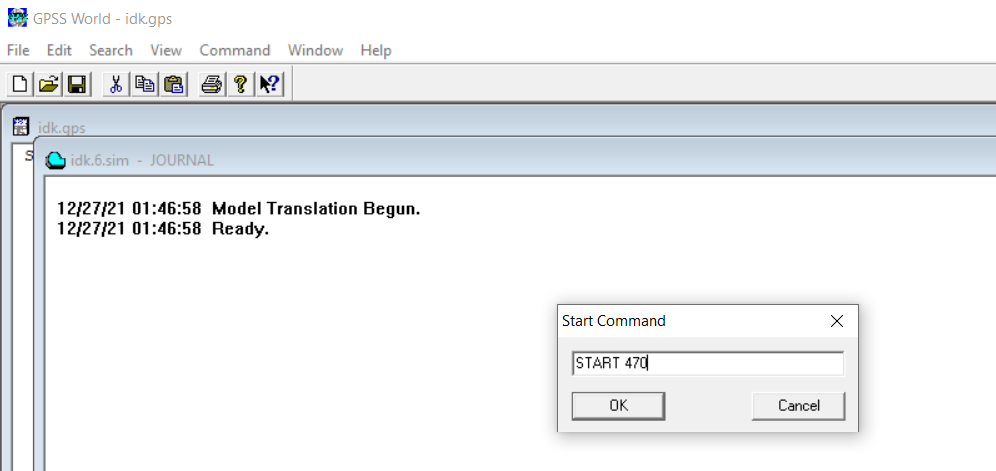 GPSS World - idk.gps
File Edit Search View Command Window Help
idk.gps
S
idk.6.sim - JOURNAL
12/27/21 01:46:58 Model Translation Begun.
12/27/21 01:46:58 Ready.
Start Command
START 470
OK Cancel